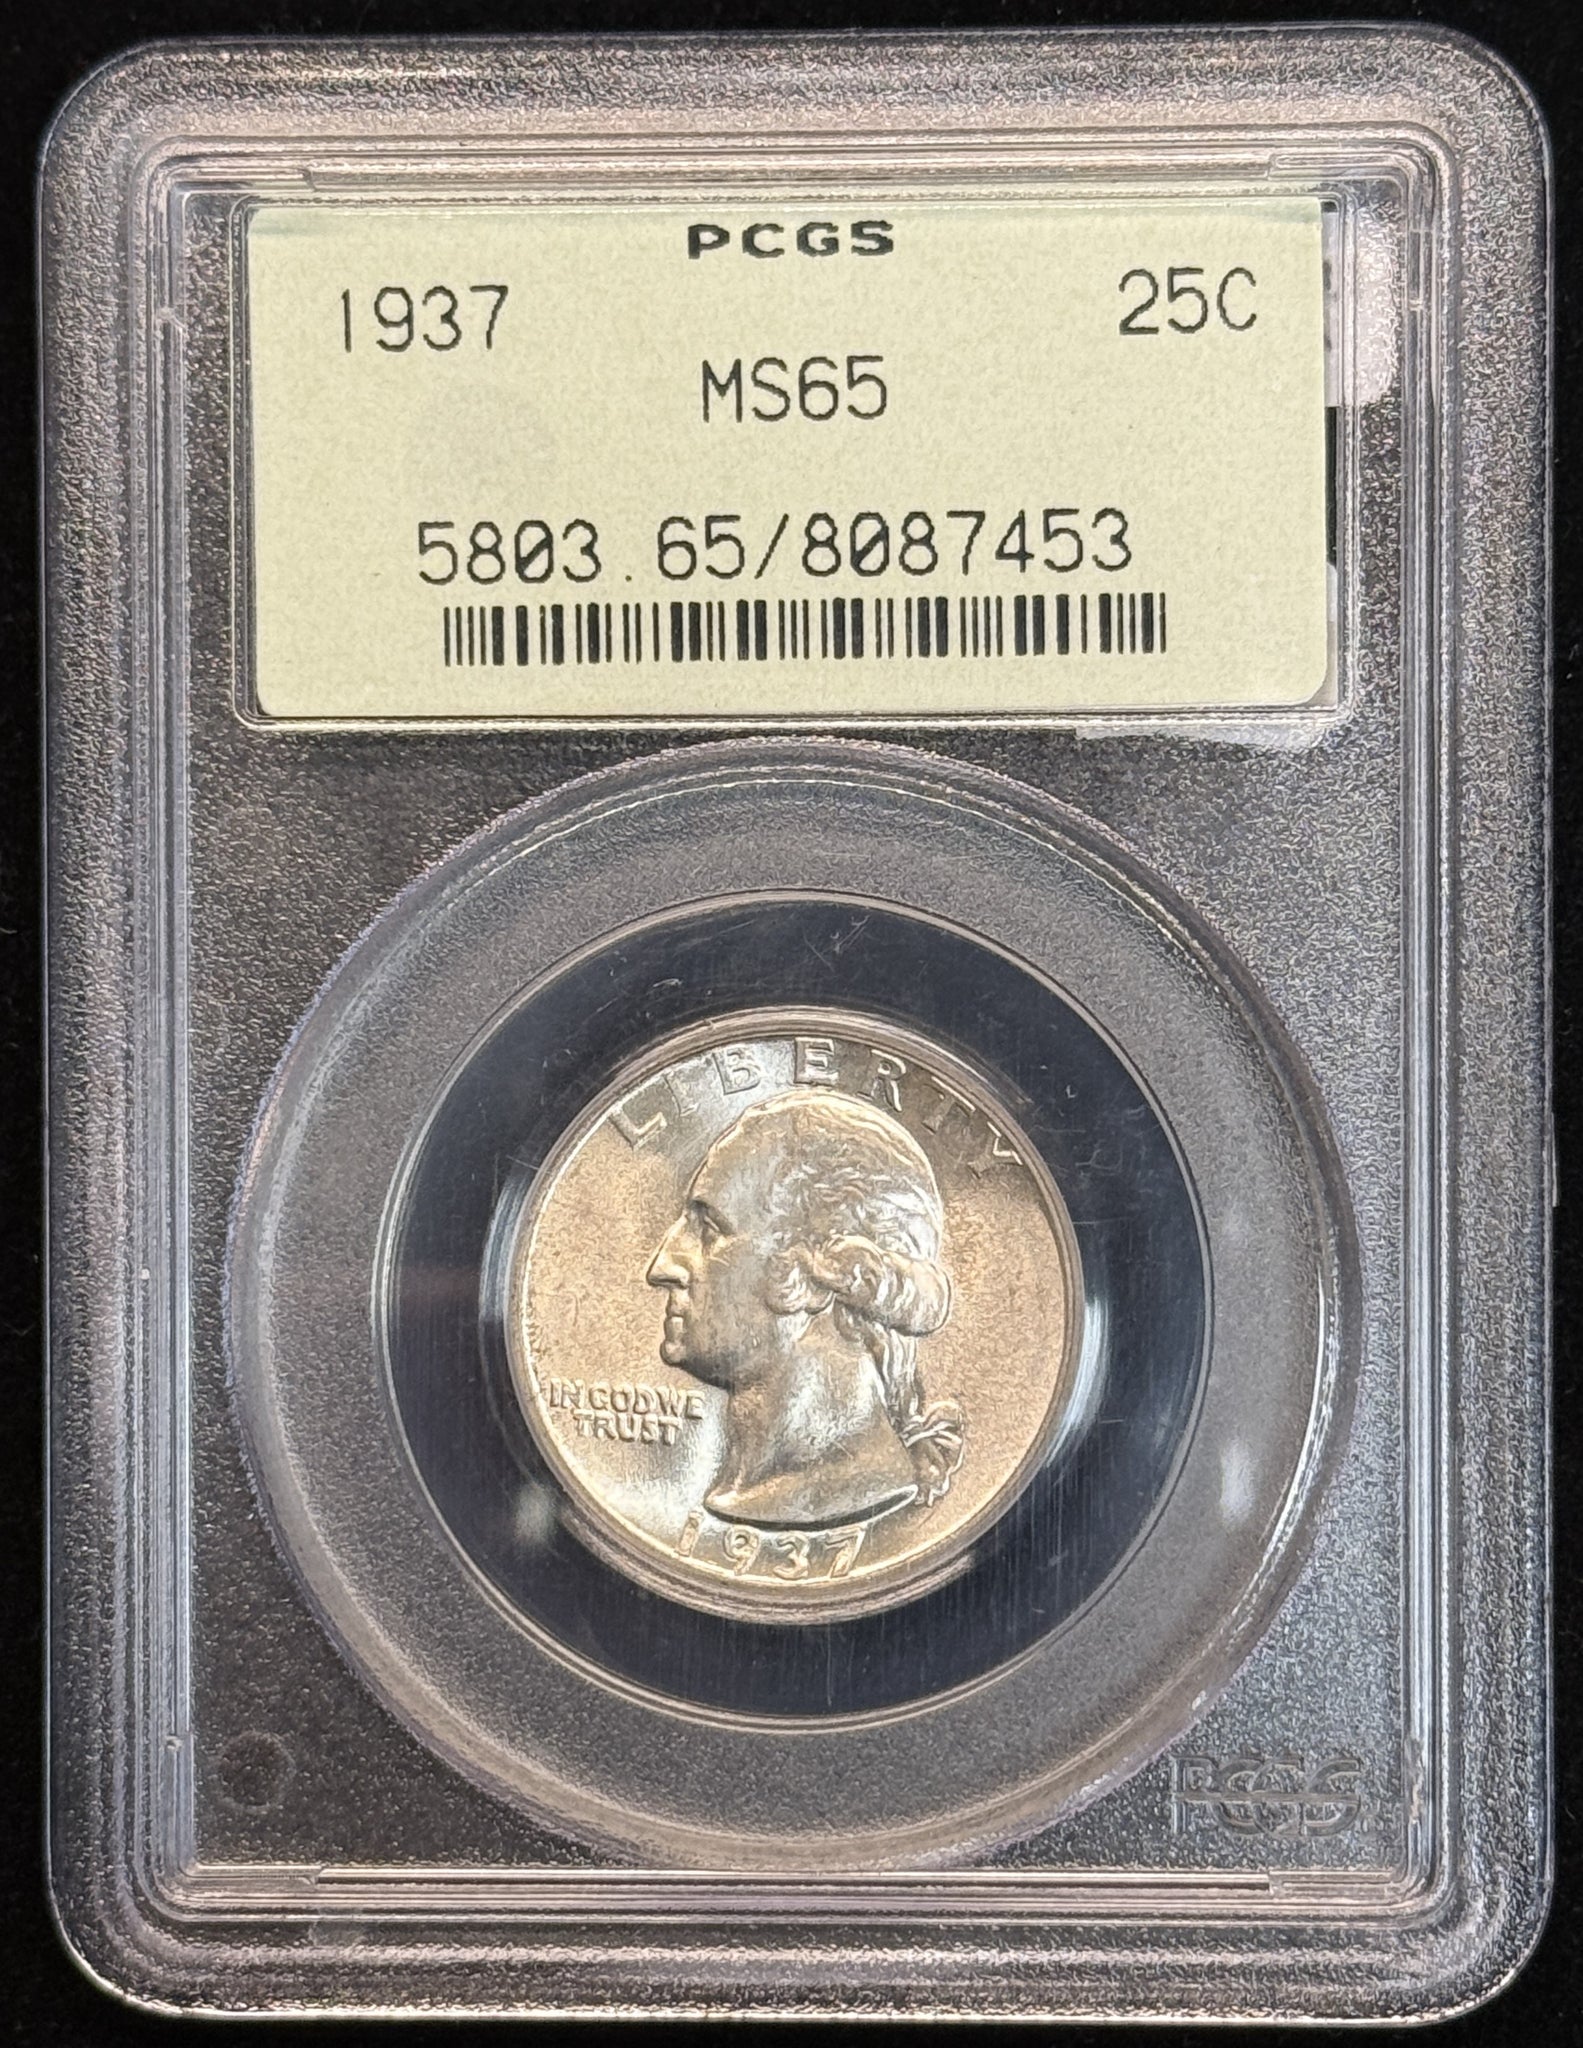 PCGS
1937 25C
MS65
5803.65/8087453
LIBERTY
IN GOD WE
TRUST
1937
PCGS